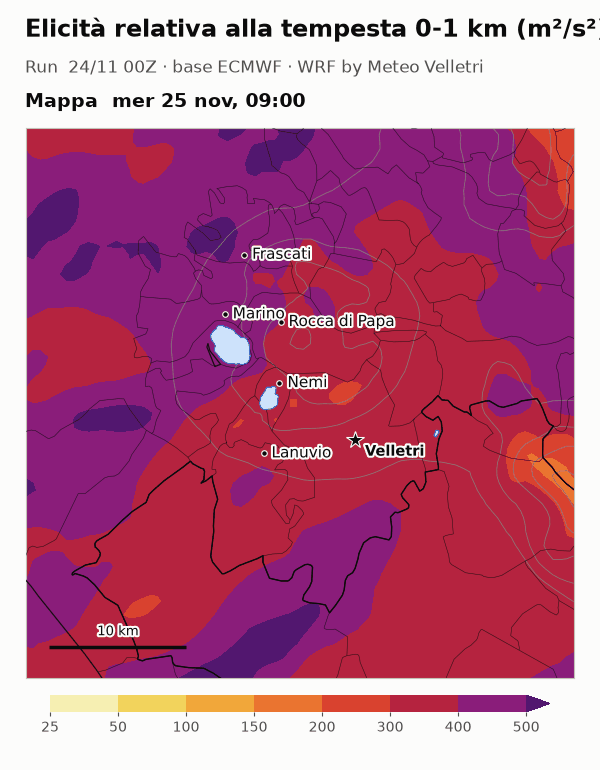 Elicità relativa alla tempesta 0-1 km (m²/s²)
Run  24/11 00Z · base ECMWF · WRF by Meteo Velletri
Mappa  mer 25 nov, 09:00
Frascati
Marino
Rocca di Papa
Nemi
Velletri
Lanuvio
10 km
25 50 100 150 200 300 400 500